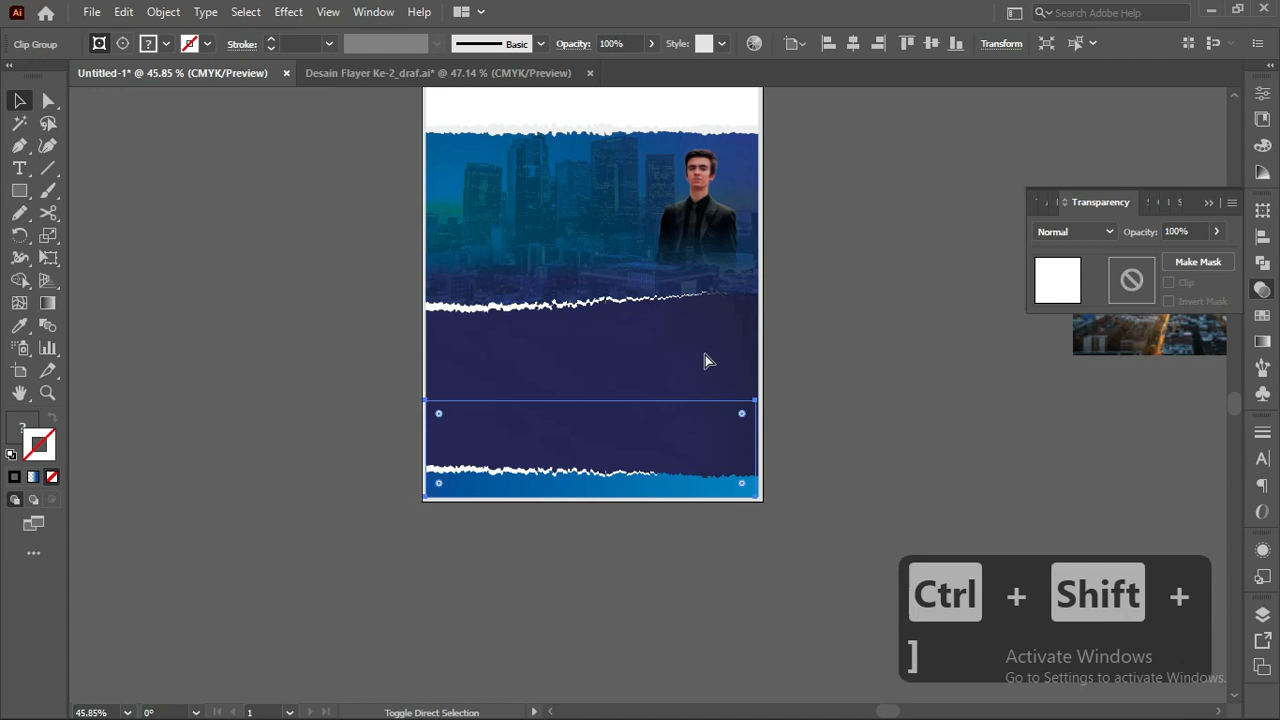 Ai File Edit Object Type Select Effect View Window Help Search Adobe Help
Clip Group ? Stroke: Basic Opacity: 100% Style: Transform
Untitled-1* @ 45.85 % (CMYK/Preview) × Desain Flayer Ke-2_draf.ai* @ 47.14 % (CMYK/Preview) ×
Transparency
Normal Opacity: 100%
Make Mask
Clip
Invert Mask
?
Ctrl + Shift +
]
Activate Windows
Go to Settings to activate Windows.
45.85% 0° 1 Toggle Direct Selection